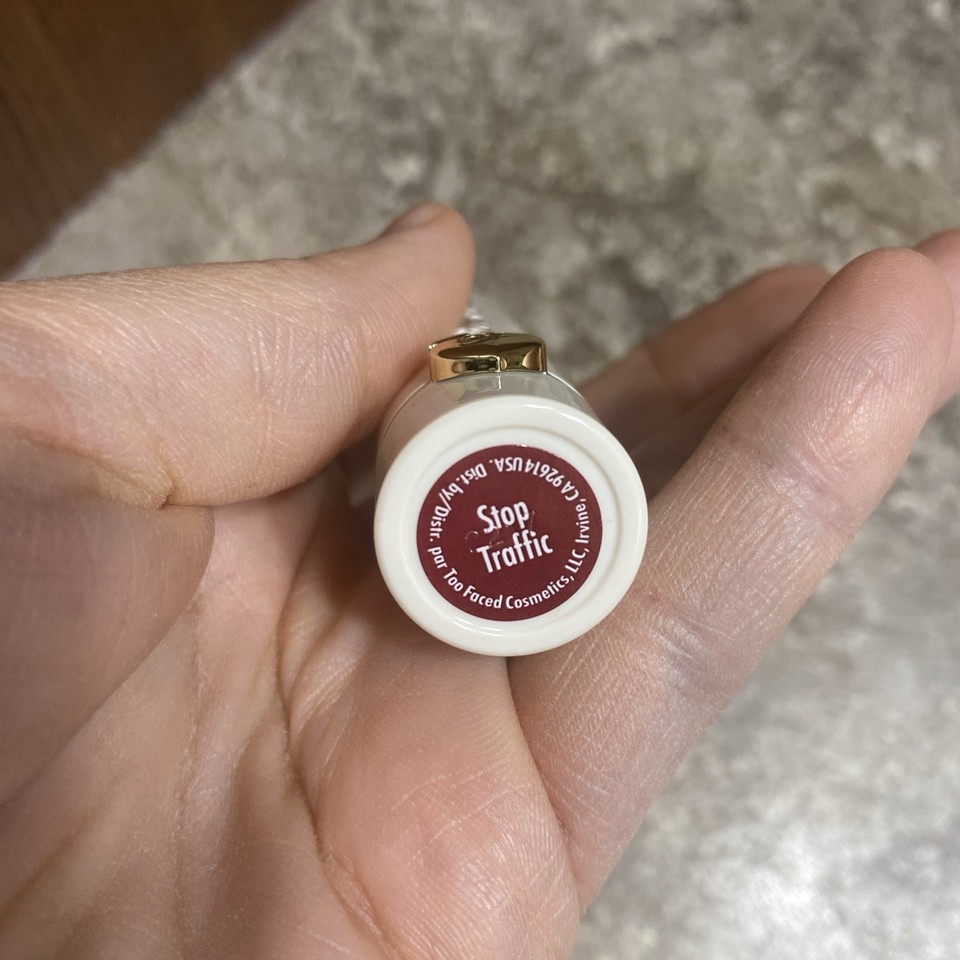 Stop
Traffic
Dist. by/Distr. par Too Faced Cosmetics, LLC, Irvine, CA 92614 USA.